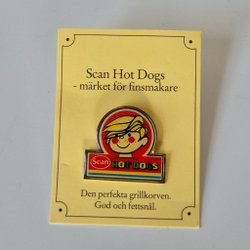 Scan Hot Dogs
- märket för finsmakare
Scan
HOT DOGS
Den perfekta grillkorven.
God och fettsnål.